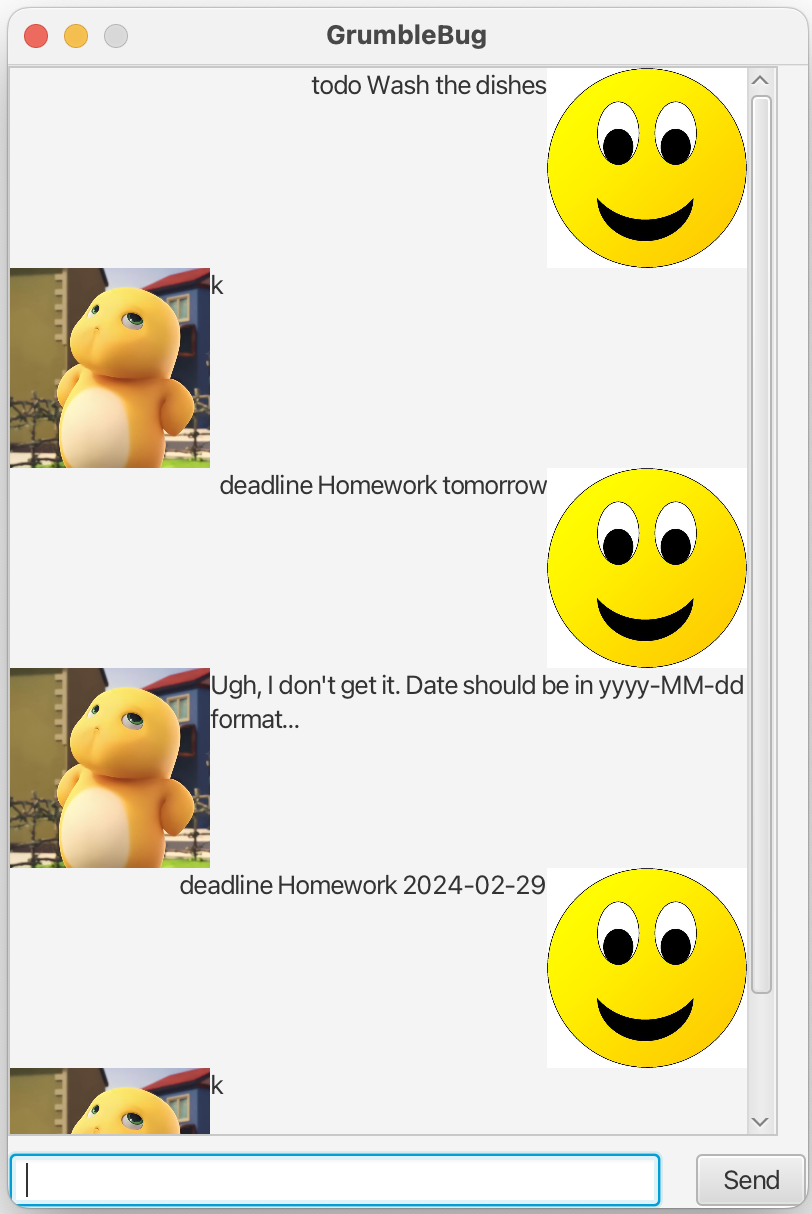 GrumbleBug
todo Wash the dishes
k
deadline Homework tomorrow
Ugh, I don't get it. Date should be in yyyy-MM-dd
format...
deadline Homework 2024-02-29
k
Send